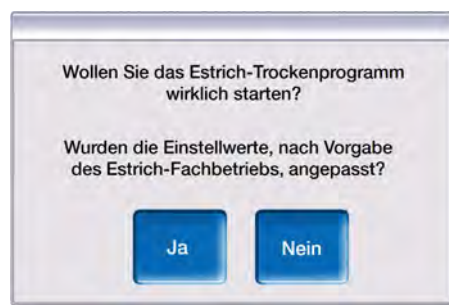 Wollen Sie das Estrich-Trockenprogramm
wirklich starten?
Wurden die Einstellwerte, nach Vorgabe
des Estrich-Fachbetriebs, angepasst?
Ja Nein